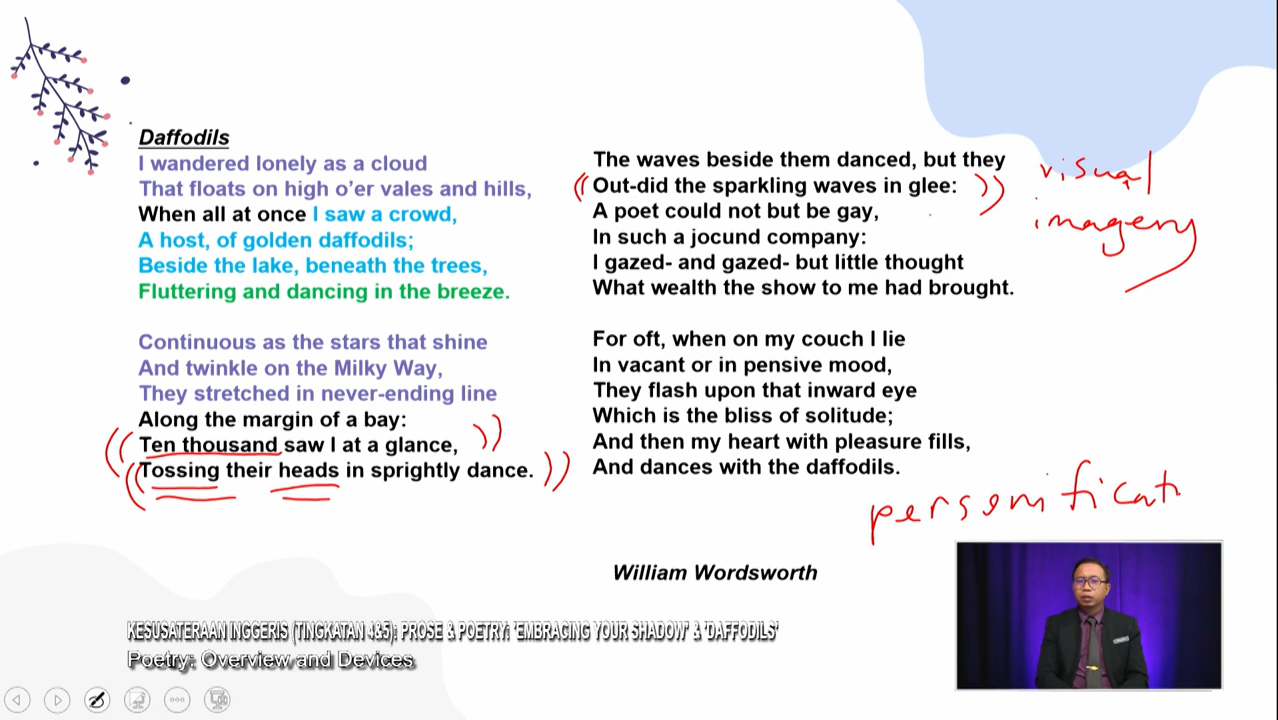 Daffodils
I wandered lonely as a cloud
That floats on high o'er vales and hills,
When all at once I saw a crowd,
A host, of golden daffodils;
Beside the lake, beneath the trees,
Fluttering and dancing in the breeze.
Continuous as the stars that shine
And twinkle on the Milky Way,
They stretched in never-ending line
Along the margin of a bay:
Ten thousand saw I at a glance,
Tossing their heads in sprightly dance.
The waves beside them danced, but they
Out-did the sparkling waves in glee:
A poet could not but be gay,
In such a jocund company:
I gazed- and gazed- but little thought
What wealth the show to me had brought.
For oft, when on my couch I lie
In vacant or in pensive mood,
They flash upon that inward eye
Which is the bliss of solitude;
And then my heart with pleasure fills,
And dances with the daffodils.
William Wordsworth
visual
imagery
personificati
KESUSATERAAN INGGERIS (TINGKATAN 4&5): PROSE & POETRY: 'EMBRACING YOUR SHADOW' & 'DAFFODILS'
Poetry: Overview and Devices